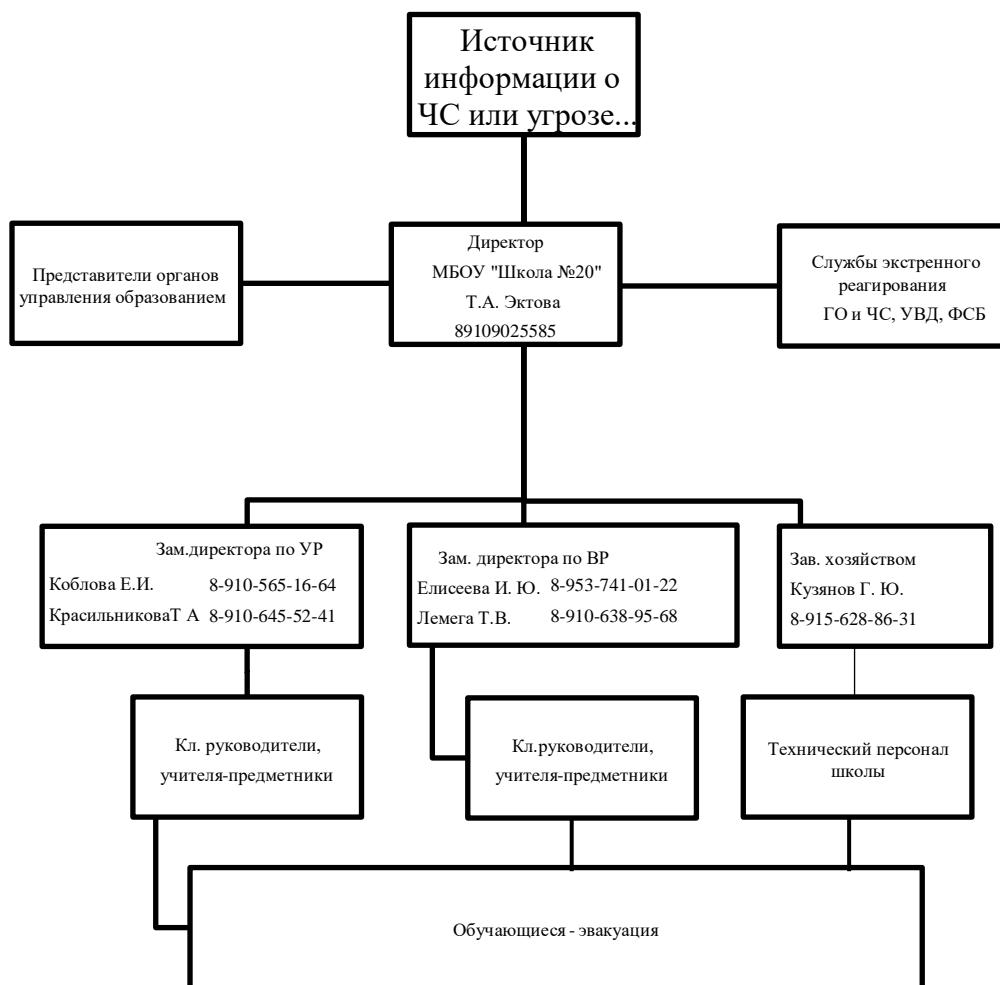 Источник
информации о
ЧС или угрозе...
Представители органов
управления образованием
Директор
МБОУ "Школа №20"
Т.А. Эктова
89109025585
Службы экстренного
реагирования
ГО и ЧС, УВД, ФСБ
Зам.директора по УР
Коблова Е.И. 8-910-565-16-64
КрасильниковаТ А 8-910-645-52-41
Зам. директора по ВР
Елисеева И. Ю. 8-953-741-01-22
Лемега Т.В. 8-910-638-95-68
Зав. хозяйством
Кузянов Г. Ю.
8-915-628-86-31
Кл. руководители,
учителя-предметники
Кл.руководители,
учителя-предметники
Технический персонал
школы
Обучающиеся - эвакуация